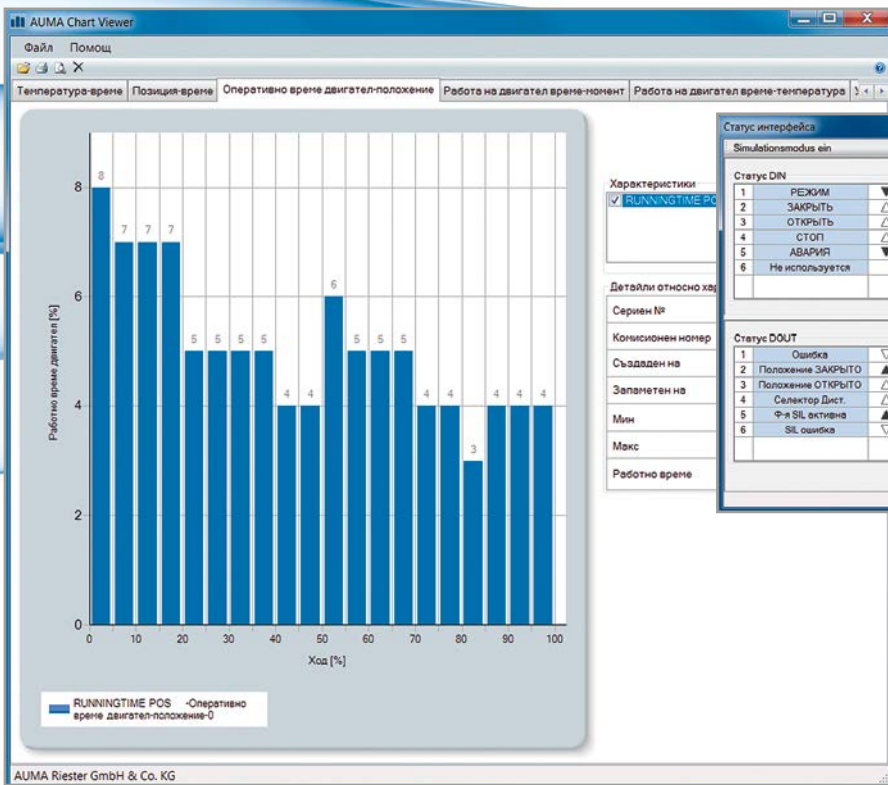 AUMA Chart Viewer
Файл Помощ
Температура-време Позиция-време Оперативно време двигател-положение Работа на двигател време-момент Работа на двигател време-температура
8
7 7 7
6
5 5 5 5
5 5 5
4 4
4 4
3
4 4 4
Работно време двигател [%]
8
6
4
2
0
0 10 20 30 40 50 60 70 80 90 100
Ход [%]
RUNNINGTIME POS -Оперативно
време двигател-положение-0
Характеристики
RUNNINGTIME PO
Детайли относно хар
Сериен №
Комисионен номер
Създаден на
Запаметен на
Мин
Макс
Работно време
Статус интерфейса
Simulationsmodus ein
Статус DIN
1 РЕЖИМ
2 ЗАКРЫТЬ
3 ОТКРЫТЬ
4 СТОП
5 АВАРИЯ
6 Не используется
Статус DOUT
1 Ошибка
2 Положение ЗАКРЫТО
3 Положение ОТКРЫТО
4 Селектор Дист.
5 Ф-я SIL активна
6 SIL ошибка
AUMA Riester GmbH & Co. KG